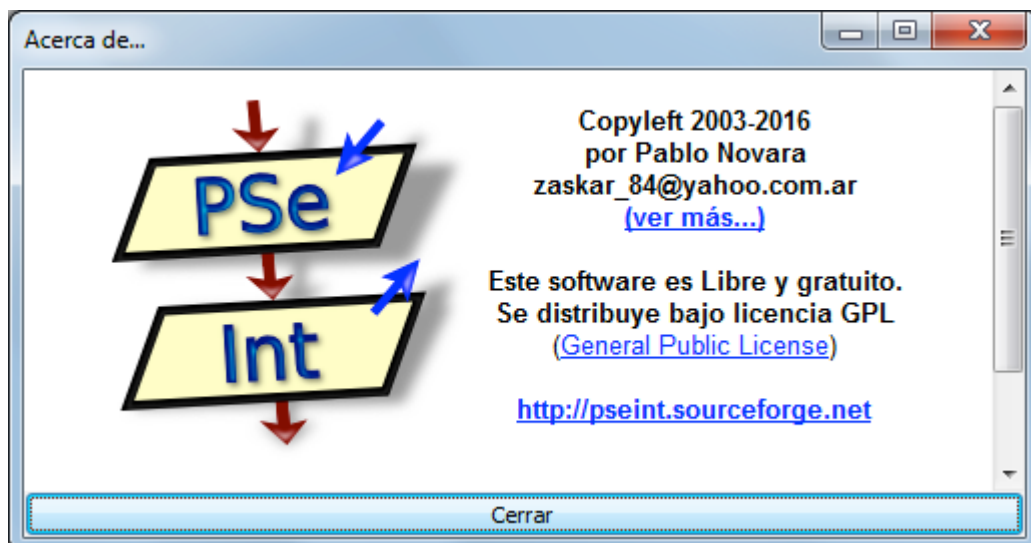 Acerca de...
PSe
Int
Copyleft 2003-2016
por Pablo Novara
zaskar_84@yahoo.com.ar
(ver más...)
Este software es Libre y gratuito.
Se distribuye bajo licencia GPL
(General Public License)
http://pseint.sourceforge.net
Cerrar